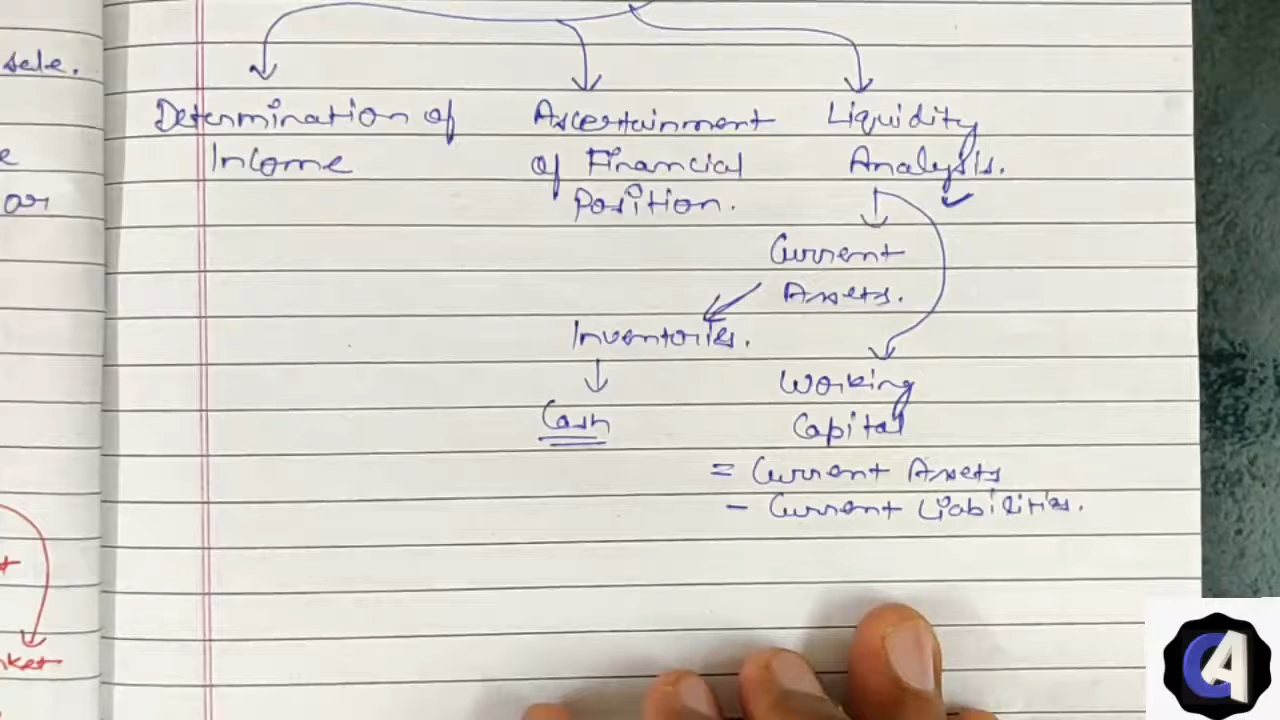 sale.
or
Determination of
Income
Ascertainment
of Financial
Position.
Liquidity
Analysis.
Current
Assets.
Inventories.
Cash
Working
Capital
= Current Assets
- Current Liabilities.
CA